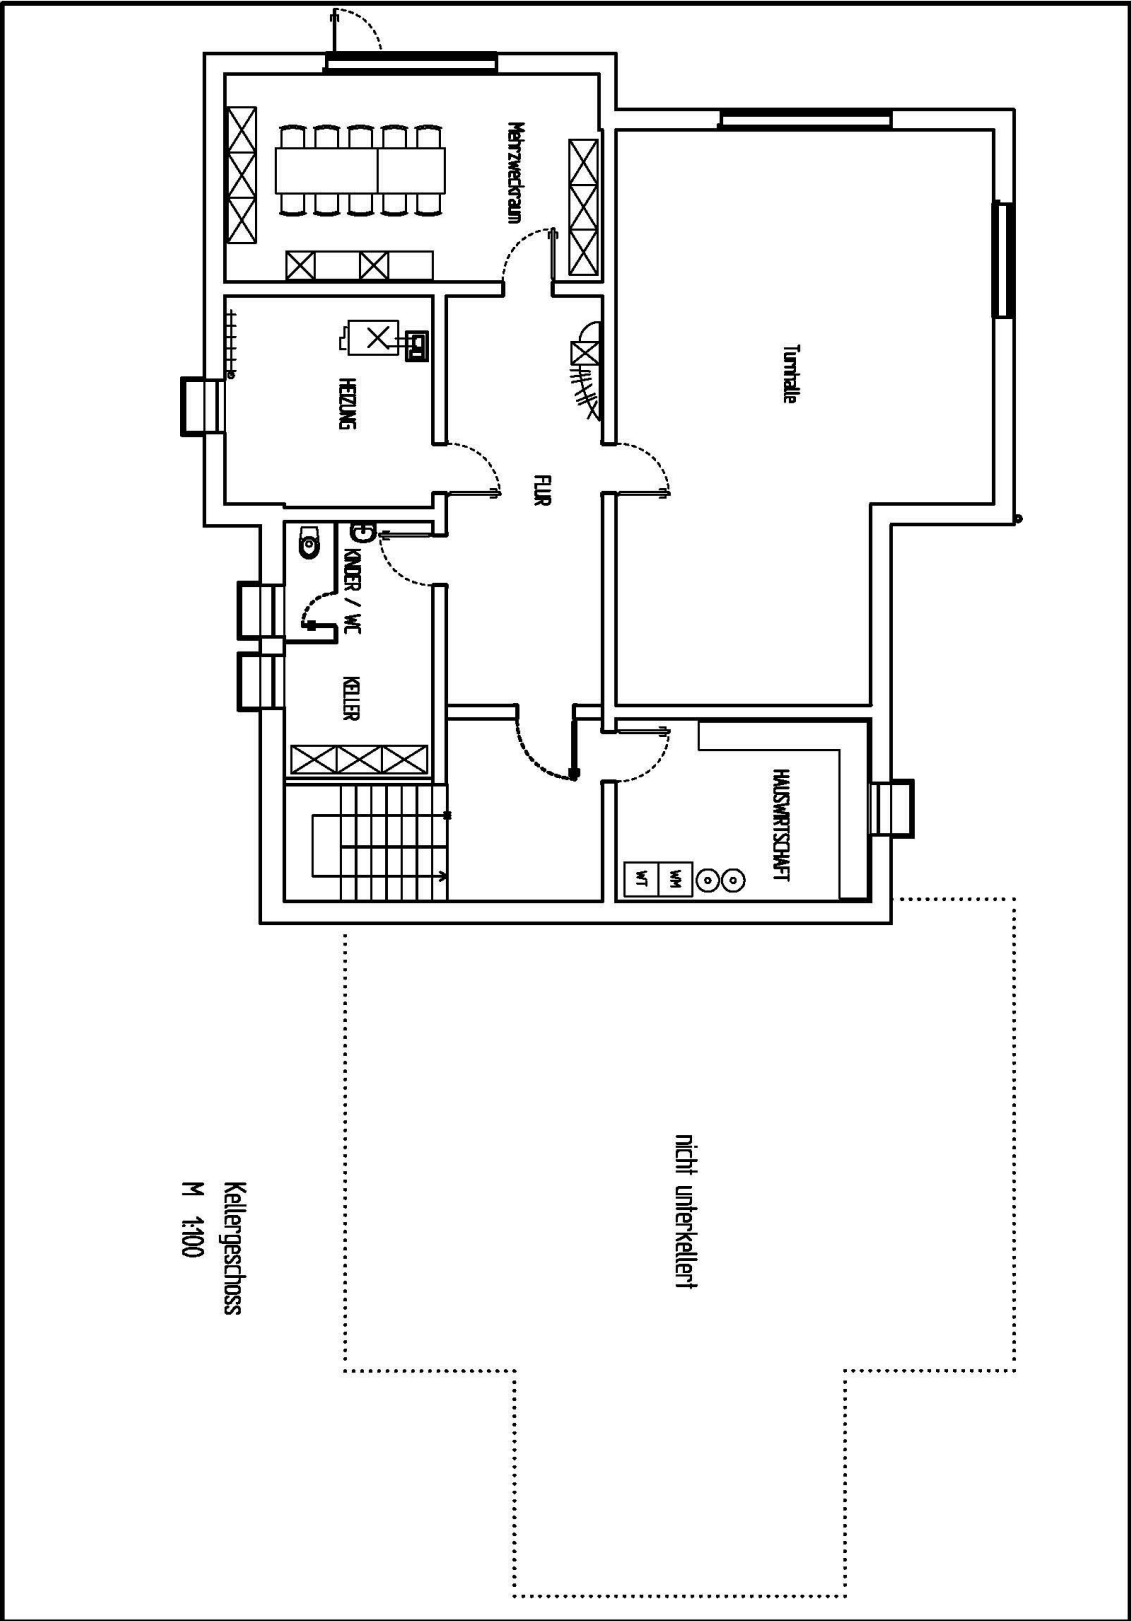 Turnhalle
HAUSWIRTSCHAFT
WM
WT
nicht unterkellert
Mehrzweckraum
FLUR
HEIZUNG
KINDER / WC
KELLER
Kellergeschoss
M 1:100